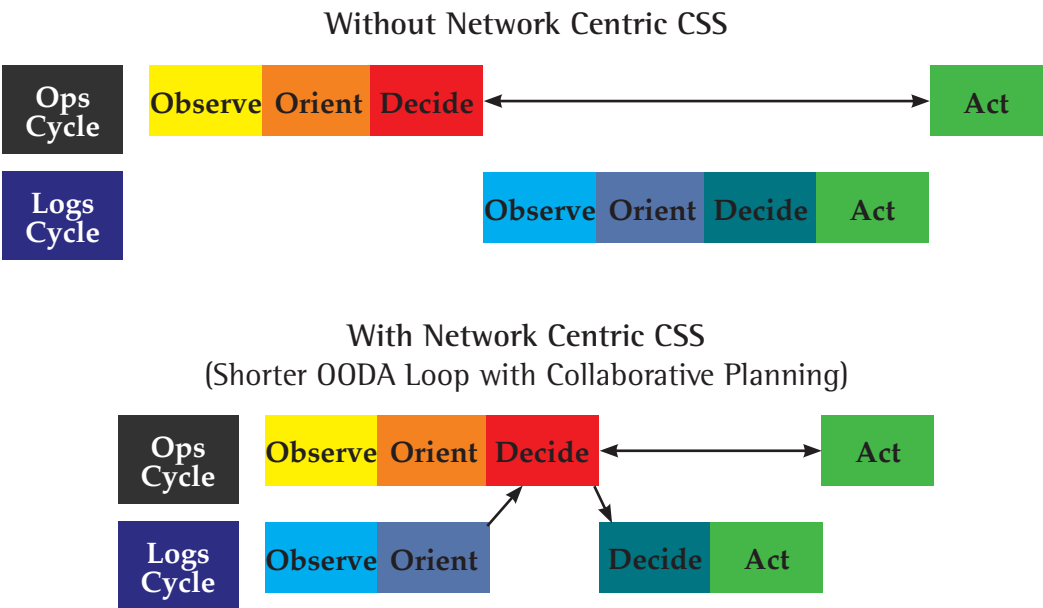 Without Network Centric CSS
Ops
Cycle
Observe Orient Decide
Act
Logs
Cycle
Observe Orient Decide Act
With Network Centric CSS
(Shorter OODA Loop with Collaborative Planning)
Ops
Cycle
Observe Orient Decide
Act
Logs
Cycle
Observe Orient
Decide Act